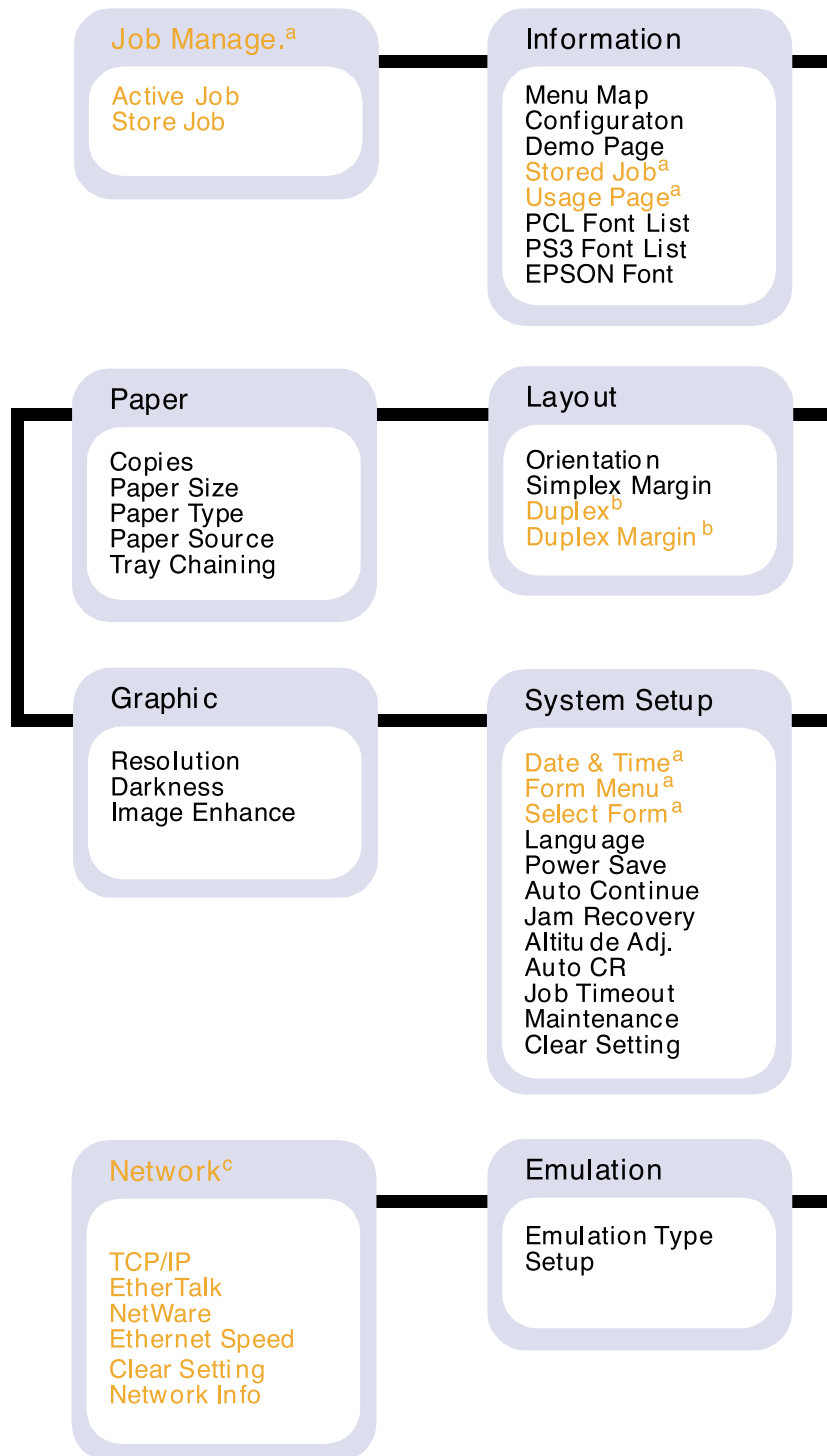 Job Manage.a
Active Job
Store Job
Information
Menu Map
Configuraton
Demo Page
Stored Joba
Usage Pagea
PCL Font List
PS3 Font List
EPSON Font
Paper
Copies
Paper Size
Paper Type
Paper Source
Tray Chaining
Layout
Orientation
Simplex Margin
Duplexb
Duplex Margin b
Graphic
Resolution
Darkness
Image Enhance
System Setup
Date & Timea
Form Menua
Select Forma
Language
Power Save
Auto Continue
Jam Recovery
Altitude Adj.
Auto CR
Job Timeout
Maintenance
Clear Setting
Networkc
TCP/IP
EtherTalk
NetWare
Ethernet Speed
Clear Setting
Network Info
Emulation
Emulation Type
Setup